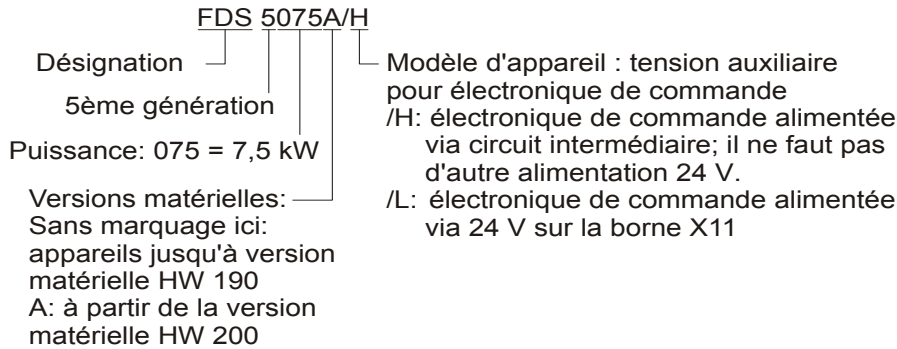 FDS 5075A/H
Désignation
5ème génération
Puissance: 075 = 7,5 kW
Versions matérielles:
Sans marquage ici:
appareils jusqu'à version
matérielle HW 190
A: à partir de la version
matérielle HW 200
Modèle d'appareil : tension auxiliaire
pour électronique de commande
/H: électronique de commande alimentée
via circuit intermédiaire; il ne faut pas
d'autre alimentation 24 V.
/L: électronique de commande alimentée
via 24 V sur la borne X11